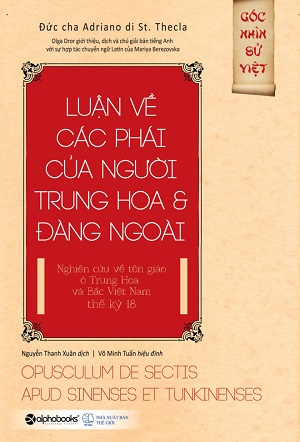 Đức cha Adriano di St. Thecla
Olga Dror giới thiệu, dịch và chú giải bản tiếng Anh
với sự hợp tác chuyển ngữ Latin của Mariya Berezovska
GÓC
NHÌN
SỬ
VIỆT
LUẬN VỀ
CÁC PHÁI
CỦA NGƯỜI
TRUNG HOA &
ĐÀNG NGOÀI
Nghiên cứu về tôn giáo
ở Trung Hoa
và Bắc Việt Nam
thế kỷ 18
Nguyễn Thanh Xuân dịch | Võ Minh Tuấn hiệu đính
OPUSCULUM DE SECTIS
APUD SINENSES ET TUNKINENSES
alphabooks
NHÀ XUẤT BẢN
THẾ GIỚI